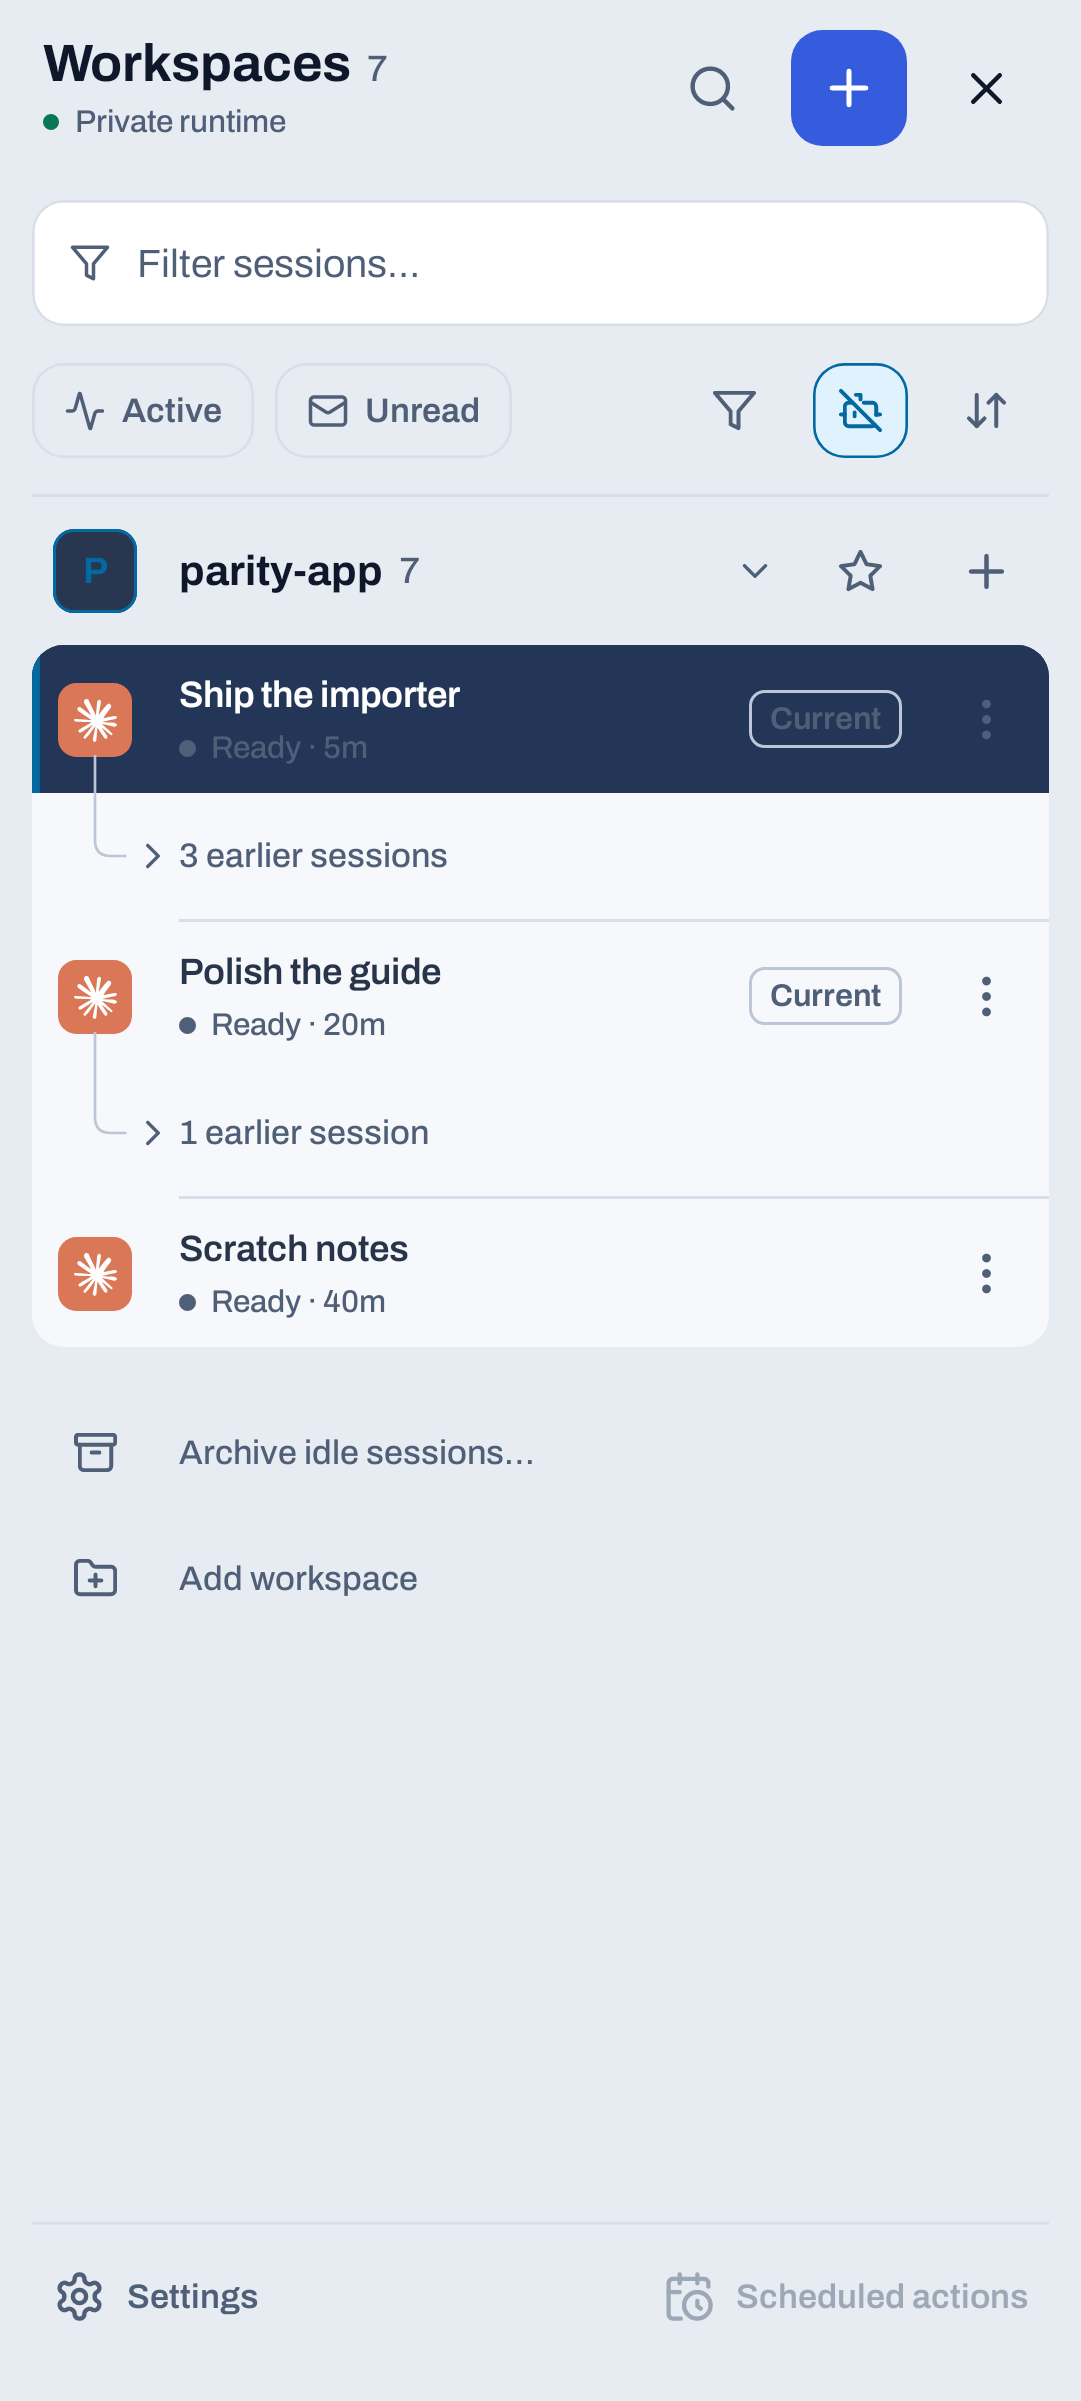 Workspaces 7
Private runtime
Filter sessions...
Active
Unread
P
parity-app 7
Ship the importer
Ready · 5m
Current
3 earlier sessions
Polish the guide
Ready · 20m
Current
1 earlier session
Scratch notes
Ready · 40m
Archive idle sessions...
Add workspace
Settings
Scheduled actions